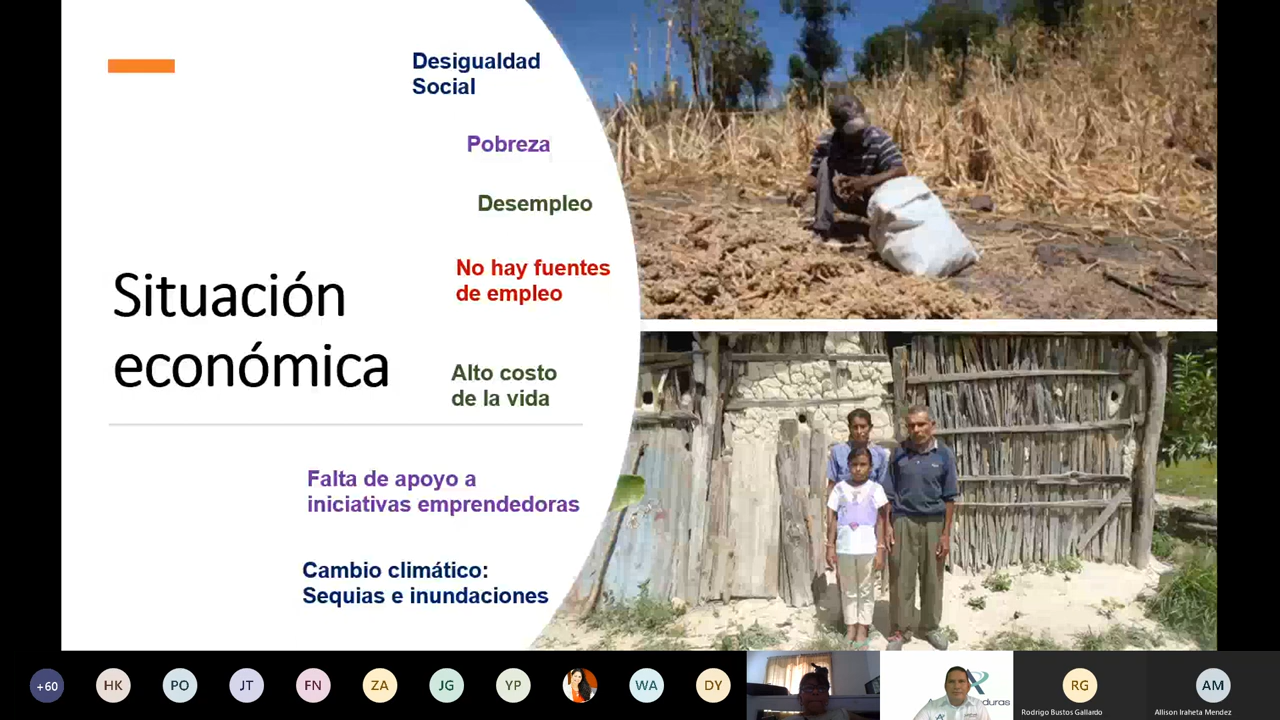 Desigualdad
Social
Pobreza
Desempleo
No hay fuentes
de empleo
Situación
económica
Alto costo
de la vida
Falta de apoyo a
iniciativas emprendedoras
Cambio climático:
Sequias e inundaciones
+60
HK
PO
JT
FN
ZA
JG
YP
WA
DY
duras
RG
Rodrigo Bustos Gallardo
AM
Allison Iraheta Mendez